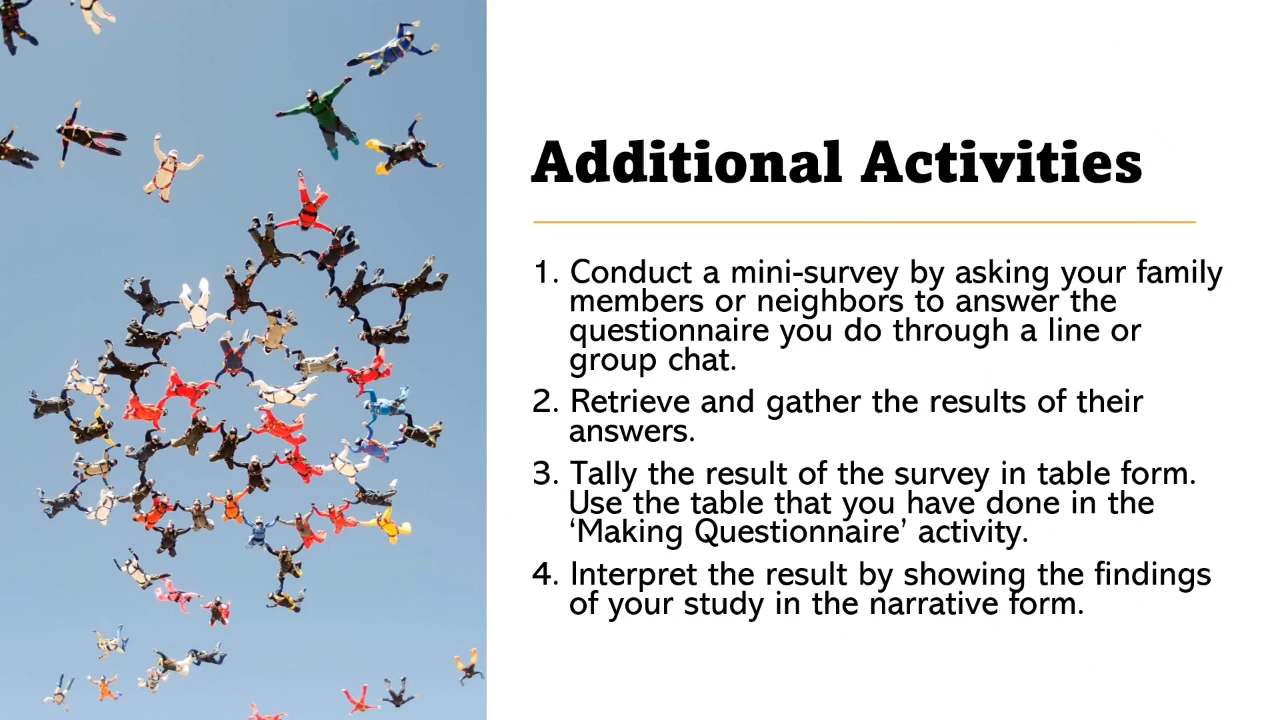 Additional Activities
1. Conduct a mini-survey by asking your family
members or neighbors to answer the
questionnaire you do through a line or
group chat.
2. Retrieve and gather the results of their
answers.
3. Tally the result of the survey in table form.
Use the table that you have done in the
‘Making Questionnaire’ activity.
4. Interpret the result by showing the findings
of your study in the narrative form.